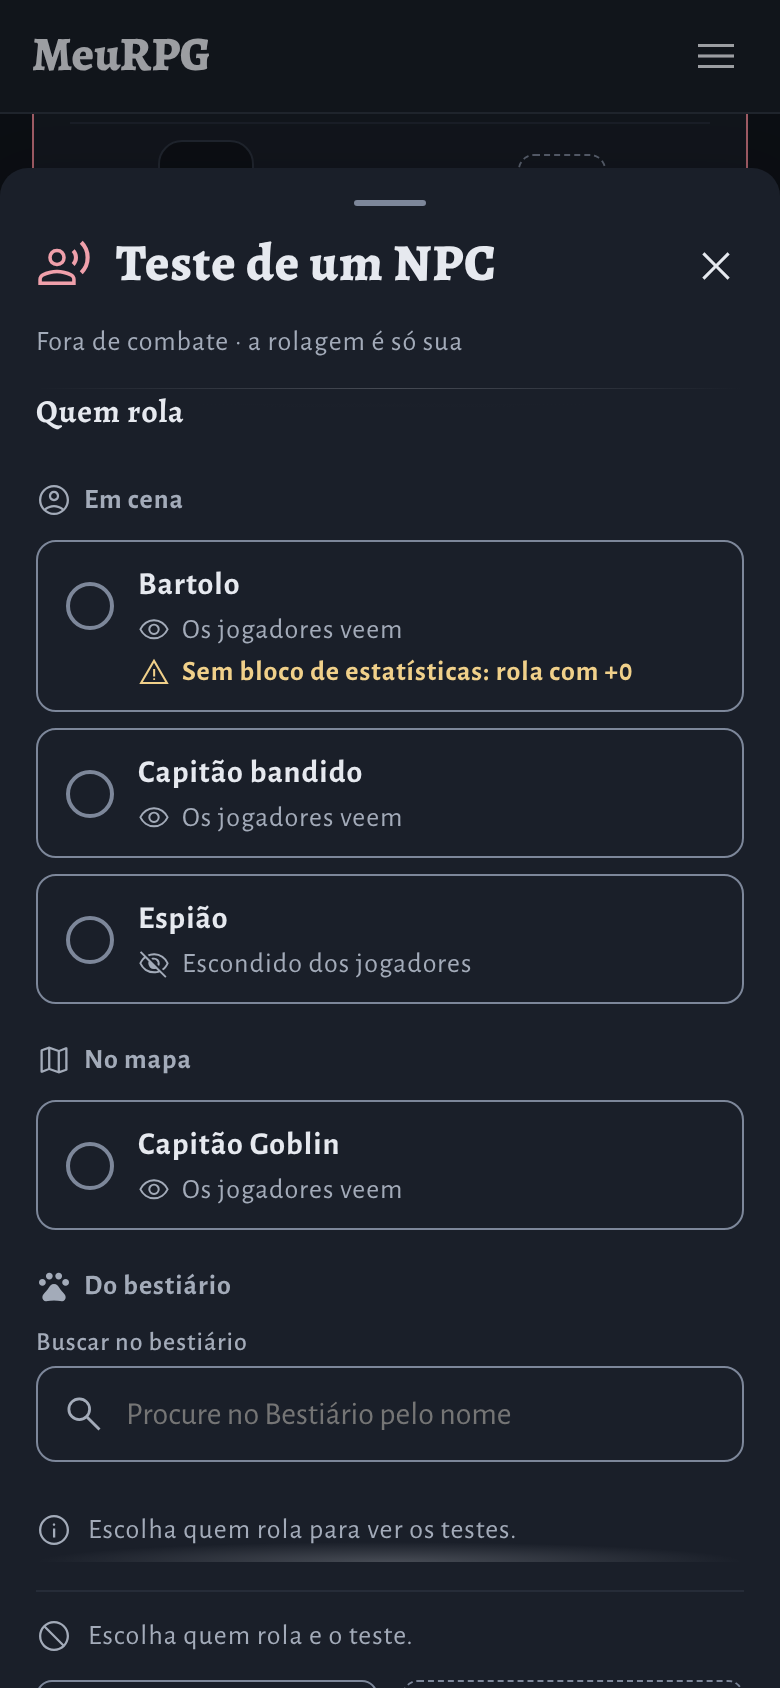 MeuRPG
Teste de um NPC
Fora de combate · a rolagem é só sua
Quem rola
Em cena
Bartolo
Os jogadores veem
Sem bloco de estatísticas: rola com +0
Capitão bandido
Os jogadores veem
Espião
Escondido dos jogadores
No mapa
Capitão Goblin
Os jogadores veem
Do bestiário
Buscar no bestiário
Procure no Bestiário pelo nome
Escolha quem rola para ver os testes.
Escolha quem rola e o teste.